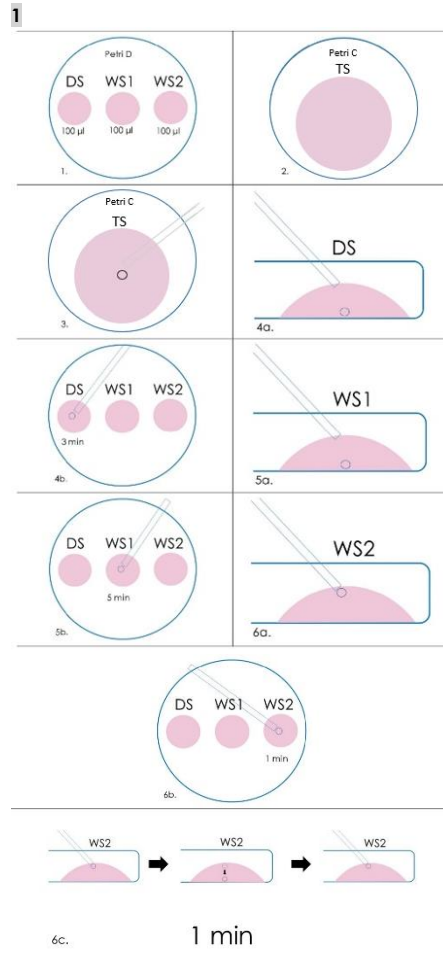 1
Petri D
DS WS1 WS2
100 µl 100 µl 100 µl
1.
Petri C
TS
2.
Petri C
TS
3.
DS
4a.
DS WS1 WS2
3 min
4b.
WS1
5a.
DS WS1 WS2
5 min
5b.
WS2
6a.
DS WS1 WS2
1 min
6b.
WS2 WS2 WS2
6c. 1 min